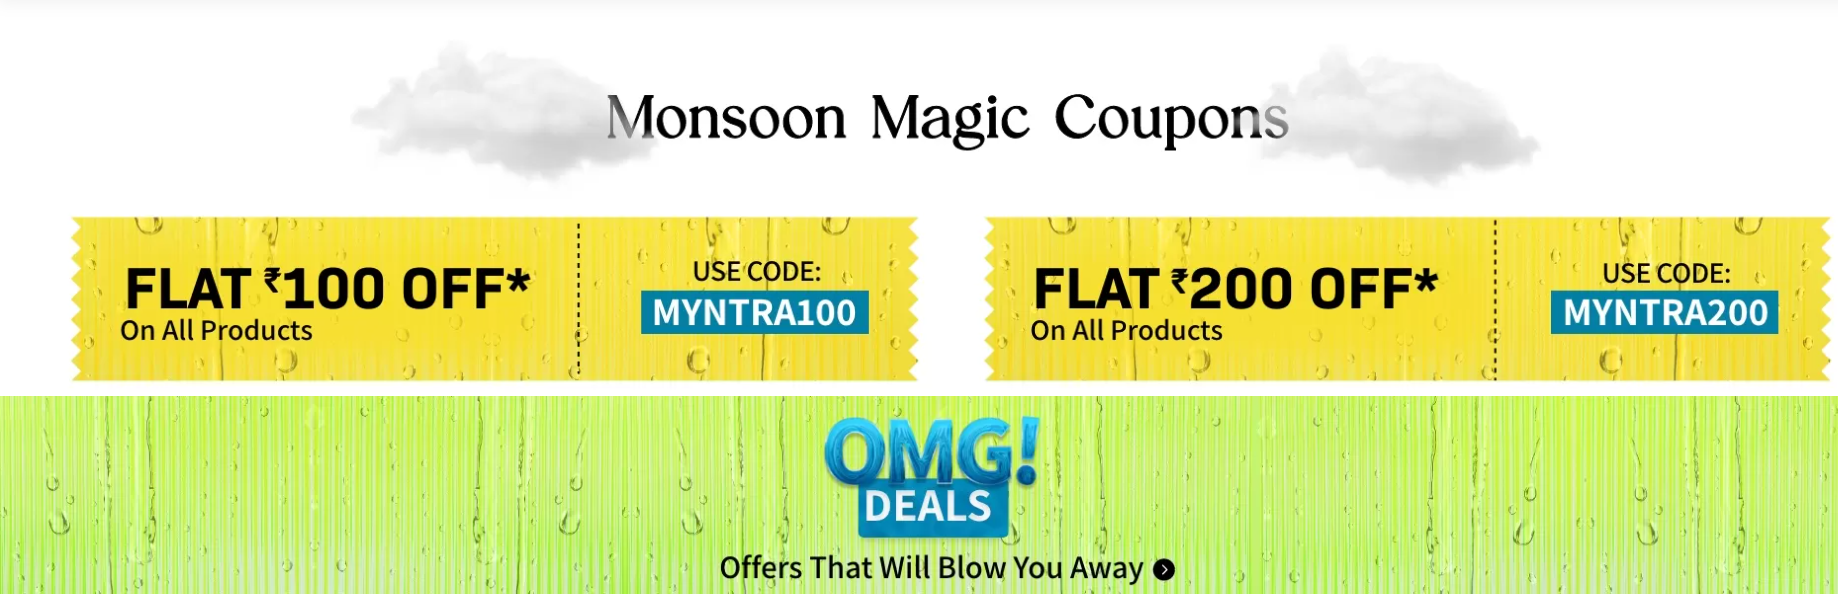 Monsoon Magic Coupons
FLAT ₹100 OFF*
On All Products
USE CODE:
MYNTRA100
FLAT ₹200 OFF*
On All Products
USE CODE:
MYNTRA200
OMG!
DEALS
Offers That Will Blow You Away